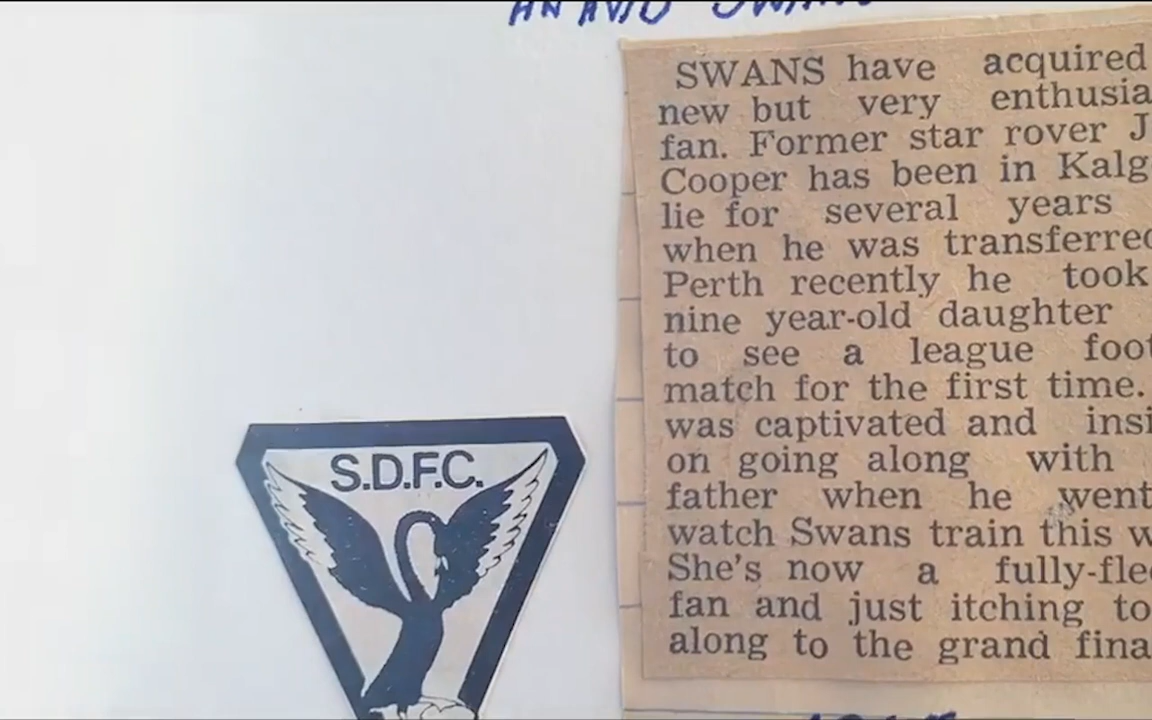 AN AVID
SWANS have acquired
new but very enthusia
fan. Former star rover J
Cooper has been in Kalg
lie for several years
when he was transferred
Perth recently he took
nine year-old daughter
to see a league foot
match for the first time.
was captivated and insi
on going along with
father when he went
watch Swans train this w
She's now a fully-fle
fan and just itching to
along to the grand fina
S.D.F.C.